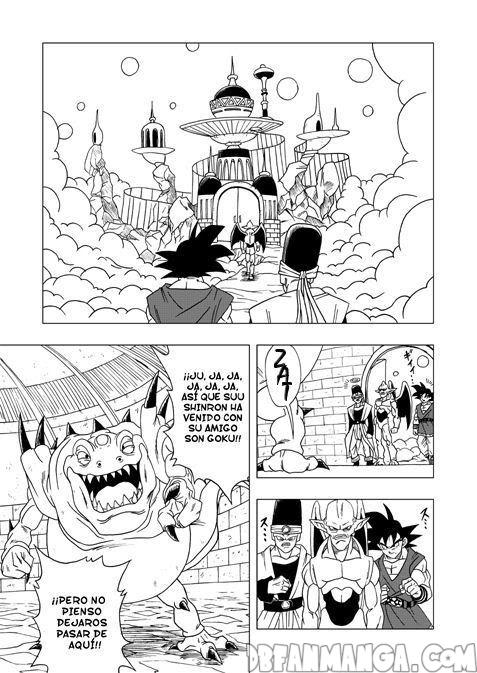 ¡¡JU, JA, JA,
JA, JA, JA,
ASÍ QUE SUU
SHINRON HA
VENIDO CON
SU AMIGO
SON GOKU!!
ZAT
¡¡PERO NO
PIENSO
DEJAROS
PASAR DE
AQUÍ!!
DBFANMANGA.COM